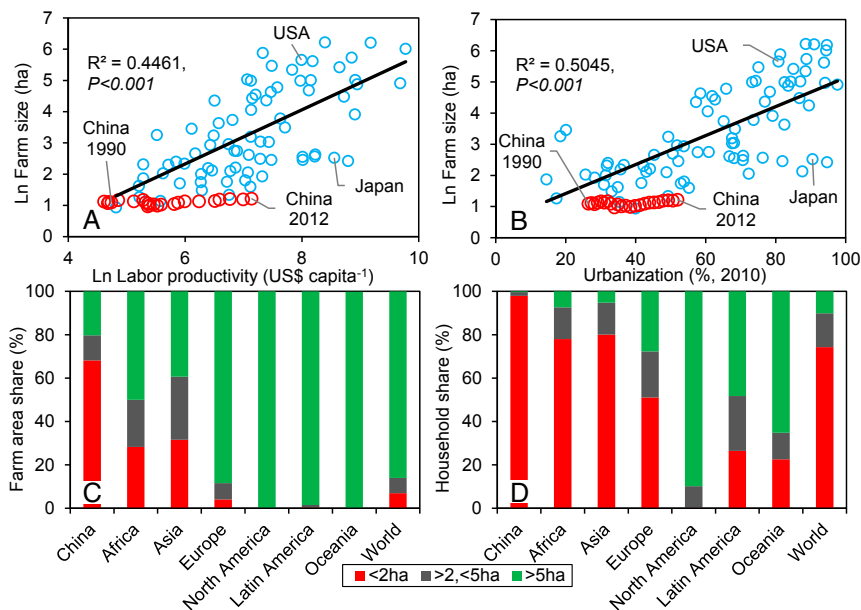 7
6
5
4
3
2
1
0
Ln Farm size (ha)
R² = 0.4461,
P<0.001
USA
China
1990
Japan
China
2012
A
4
6
8
10
Ln Labor productivity (US$ capita⁻¹)
7
6
5
4
3
2
1
0
Ln Farm size (ha)
R² = 0.5045,
P<0.001
USA
China
1990
Japan
China
2012
B
0
20
40
60
80
100
Urbanization (%, 2010)
100
80
60
40
20
0
Farm area share (%)
C
China
Africa
Asia
Europe
North America
Latin America
Oceania
World
100
80
60
40
20
0
Household share (%)
D
China
Africa
Asia
Europe
North America
Latin America
Oceania
World
<2ha
>2,<5ha
>5ha